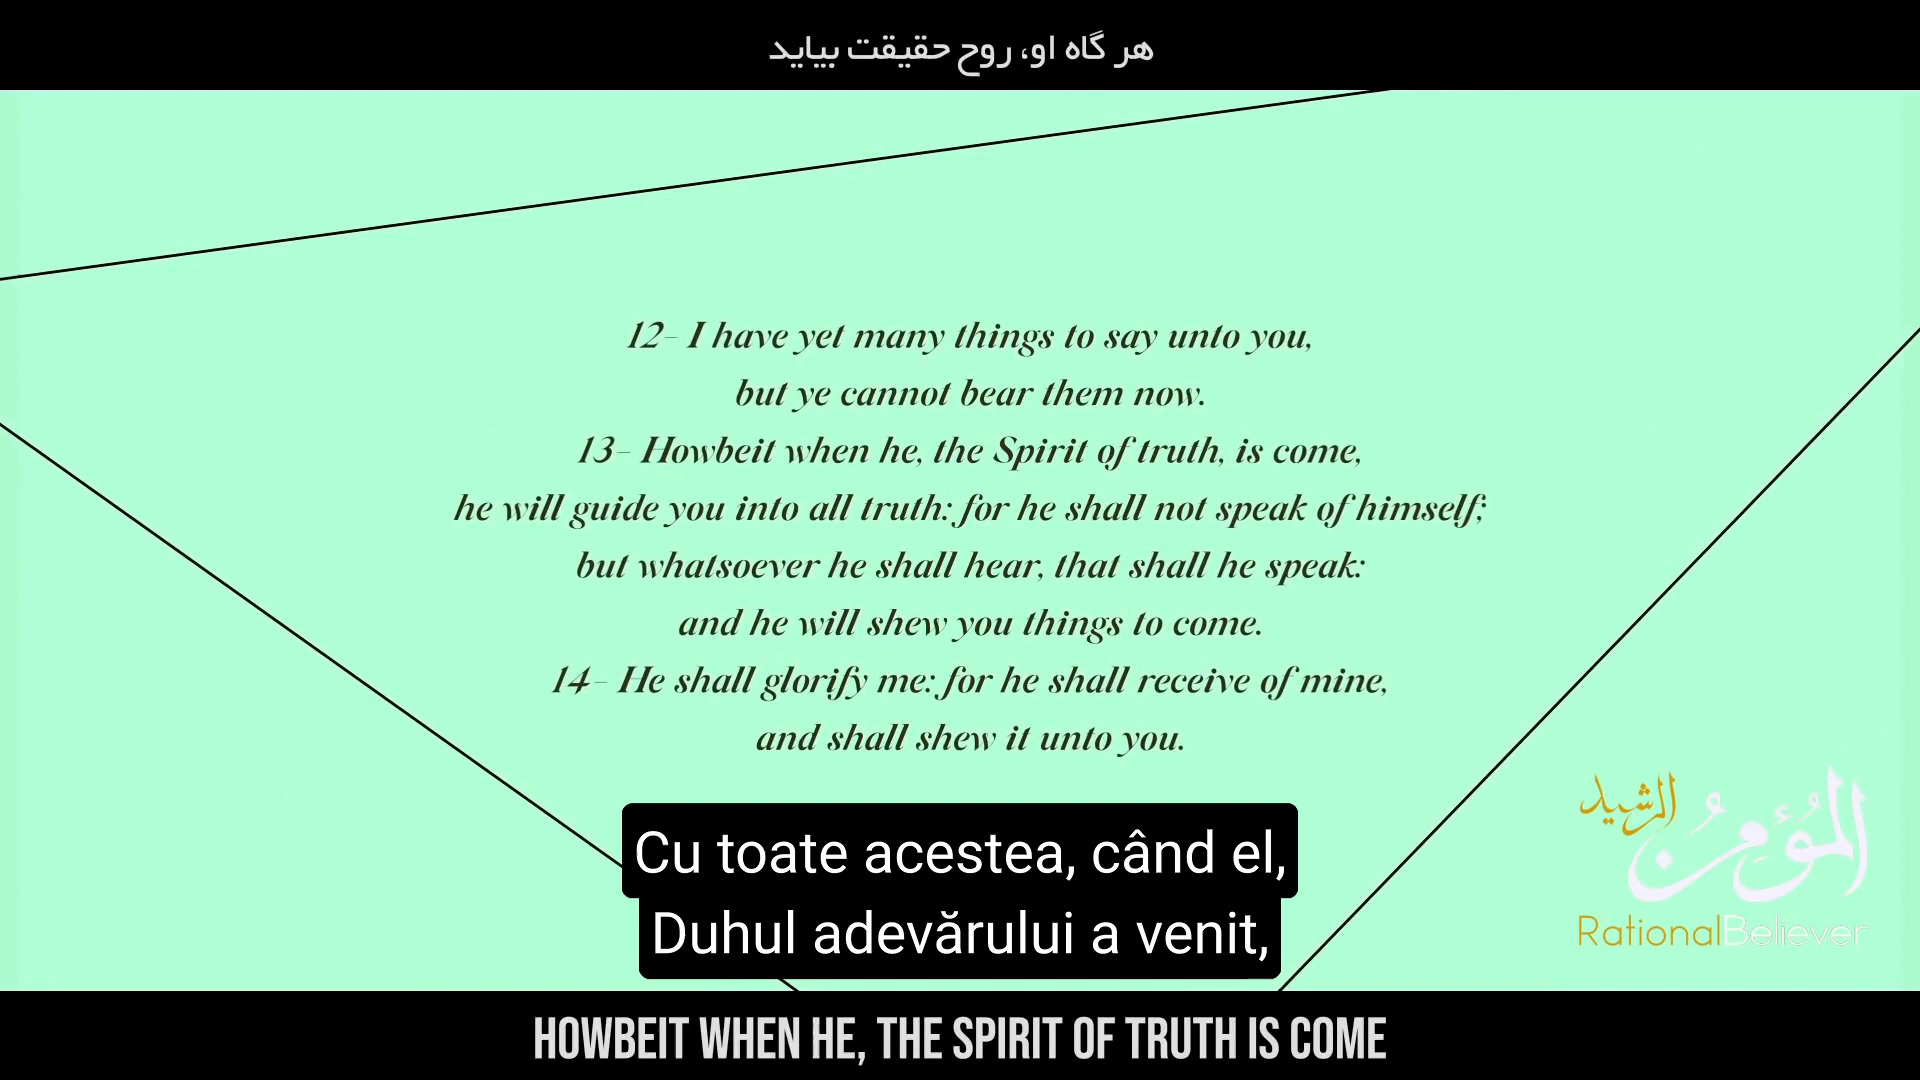 هر گاه او، روح حقیقت بیاید
12- I have yet many things to say unto you,
but ye cannot bear them now.
13- Howbeit when he, the Spirit of truth, is come,
he will guide you into all truth: for he shall not speak of himself;
but whatsoever he shall hear, that shall he speak:
and he will shew you things to come.
14- He shall glorify me: for he shall receive of mine,
and shall shew it unto you.
المؤمن الرشيد
RationalBeliever
Cu toate acestea, când el,
Duhul adevărului a venit,
HOWBEIT WHEN HE, THE SPIRIT OF TRUTH IS COME